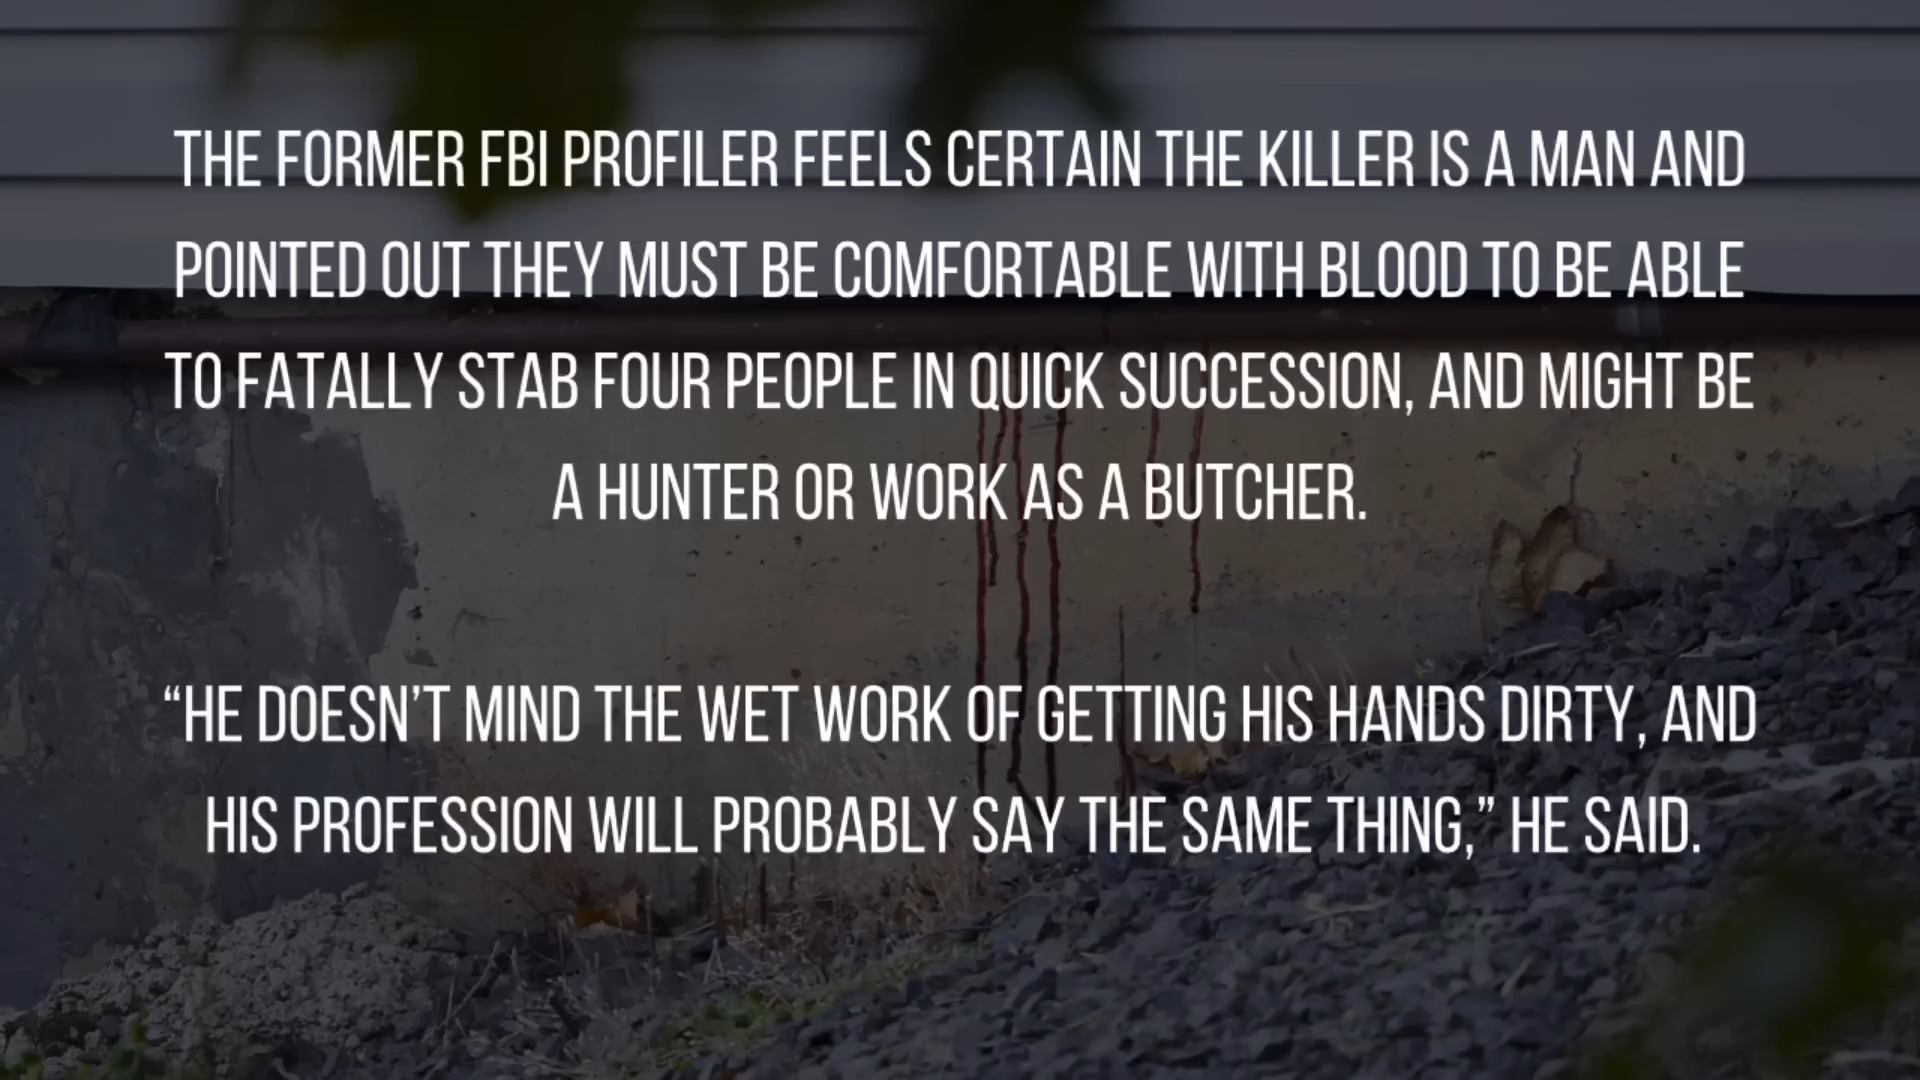 THE FORMER FBI PROFILER FEELS CERTAIN THE KILLER IS A MAN AND
POINTED OUT THEY MUST BE COMFORTABLE WITH BLOOD TO BE ABLE
TO FATALLY STAB FOUR PEOPLE IN QUICK SUCCESSION, AND MIGHT BE
A HUNTER OR WORK AS A BUTCHER.
“HE DOESN’T MIND THE WET WORK OF GETTING HIS HANDS DIRTY, AND
HIS PROFESSION WILL PROBABLY SAY THE SAME THING,” HE SAID.